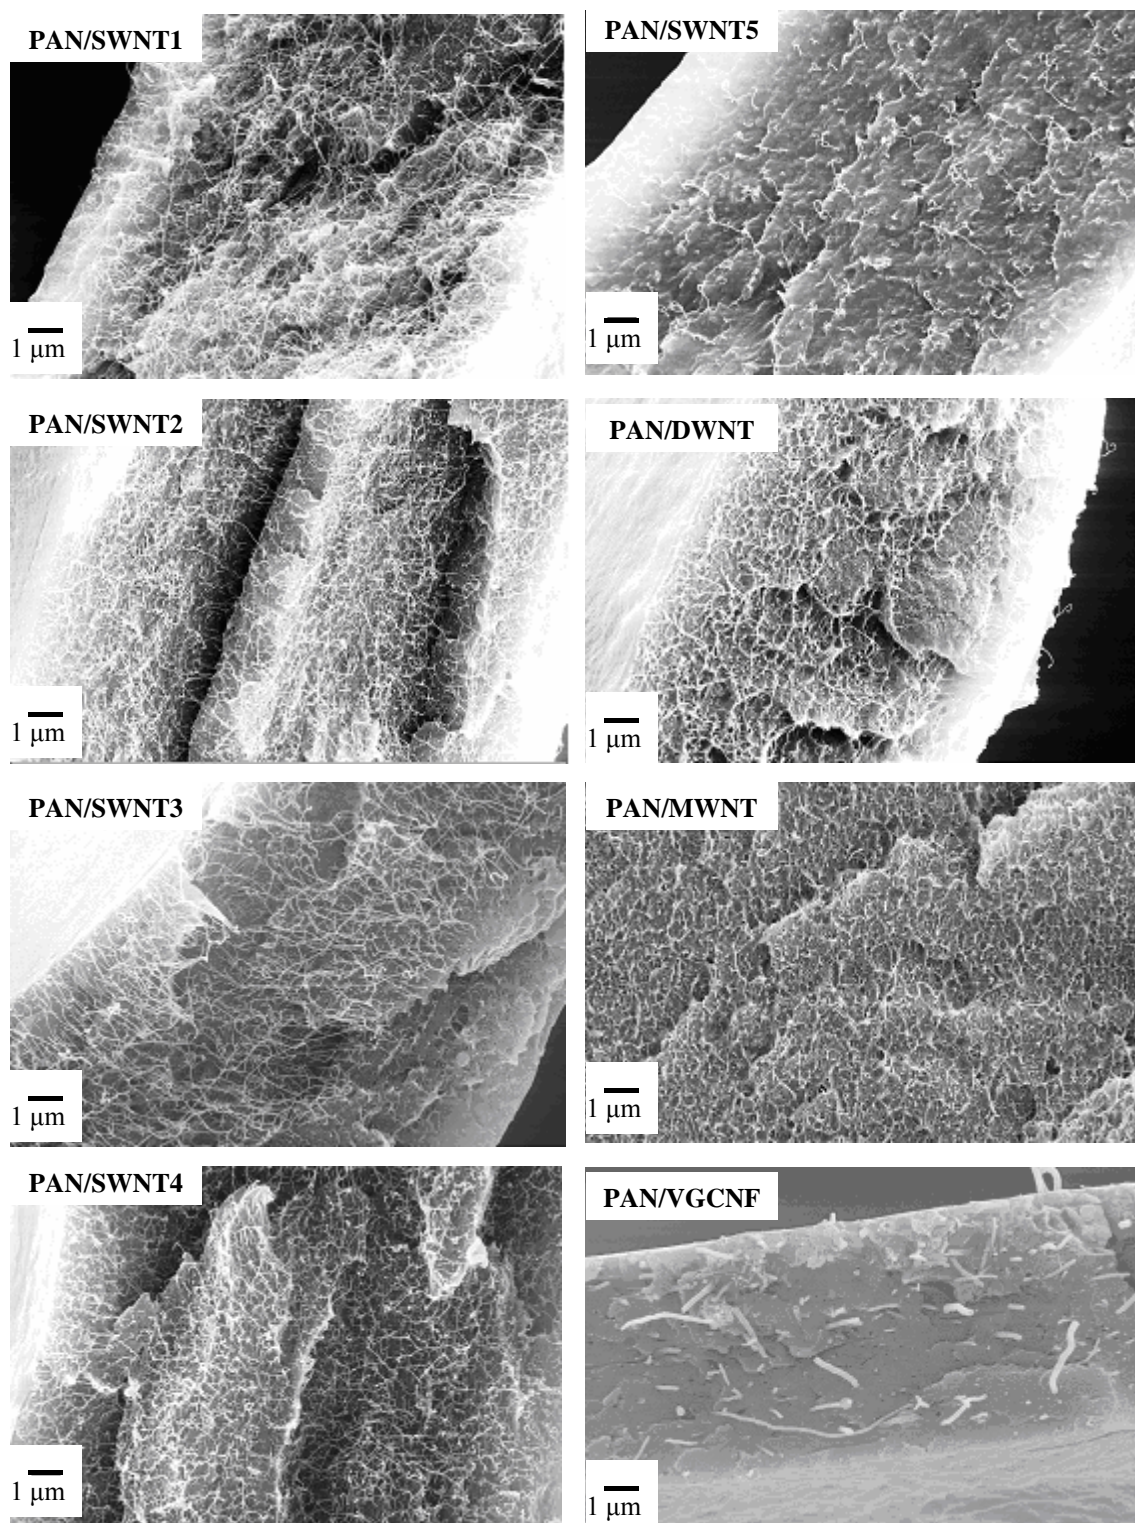 PAN/SWNT1
1 μm
PAN/SWNT5
1 μm
PAN/SWNT2
1 μm
PAN/DWNT
1 μm
PAN/SWNT3
1 μm
PAN/MWNT
1 μm
PAN/SWNT4
1 μm
PAN/VGCNF
1 μm